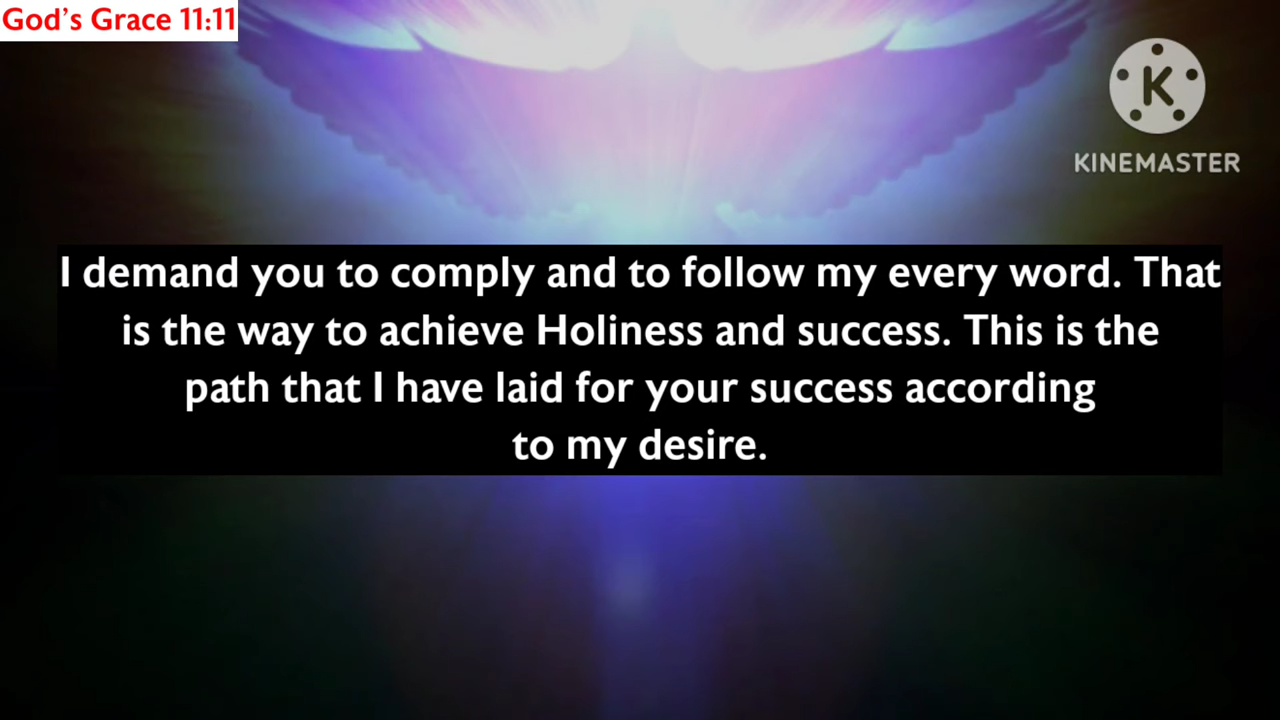 God's Grace 11:11
K
KINEMASTER
I demand you to comply and to follow my every word. That
is the way to achieve Holiness and success. This is the
path that I have laid for your success according
to my desire.